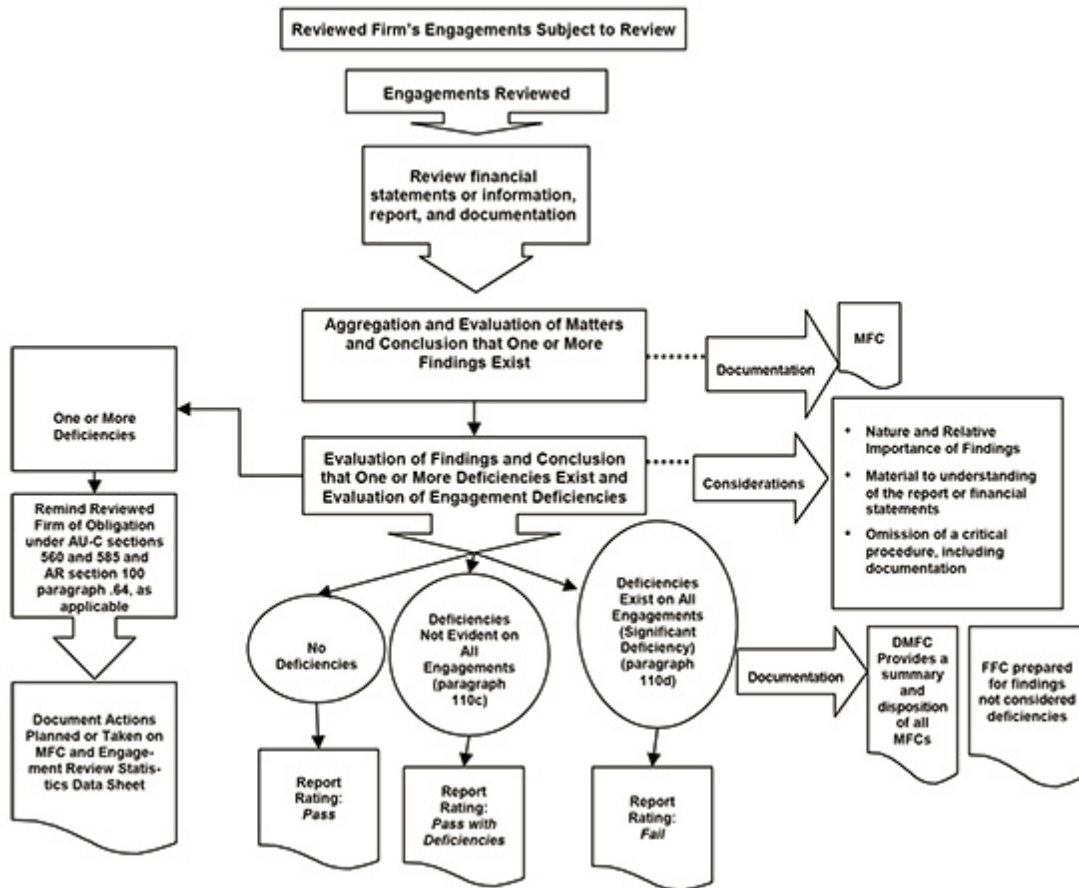 Reviewed Firm's Engagements Subject to Review
Engagements Reviewed
Review financial
statements or information,
report, and documentation
Aggregation and Evaluation of Matters
and Conclusion that One or More
Findings Exist
Documentation
MFC
One or More
Deficiencies
Evaluation of Findings and Conclusion
that One or More Deficiencies Exist and
Evaluation of Engagement Deficiencies
Considerations
• Nature and Relative
Importance of Findings
• Material to understanding
of the report or financial
statements
• Omission of a critical
procedure, including
documentation
Remind Reviewed
Firm of Obligation
under AU-C sections
560 and 585 and
AR section 100
paragraph .64, as
applicable
No
Deficiencies
Deficiencies
Not Evident on
All
Engagements
(paragraph
110c)
Deficiencies
Exist on All
Engagements
(Significant
Deficiency)
(paragraph
110d)
Documentation
DMFC
Provides a
summary
and
disposition
of all
MFCs
FFC prepared
for findings
not considered
deficiencies
Document Actions
Planned or Taken on
MFC and Engage-
ment Review Statis-
tics Data Sheet
Report
Rating:
Pass
Report
Rating:
Pass with
Deficiencies
Report
Rating:
Fail